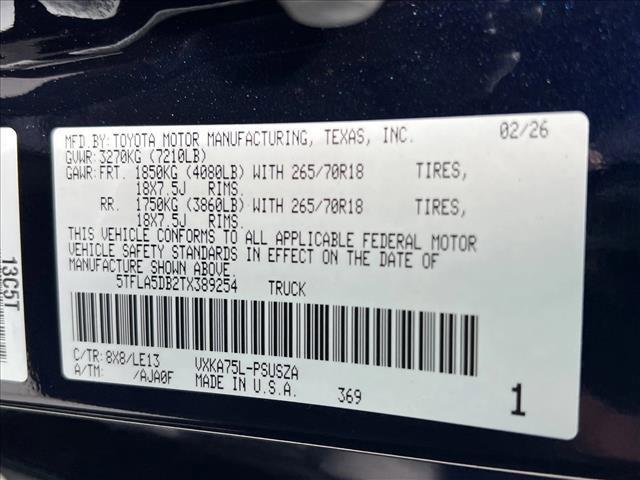 MFD.BY:TOYOTA MOTOR MANUFACTURING, TEXAS, INC. 02/26
GVWR:3270KG (7210LB)
GAWR:FRT. 1850KG (4080LB) WITH 265/70R18 TIRES,
18X7.5J RIMS.
RR. 1750KG (3860LB) WITH 265/70R18 TIRES,
18X7.5J RIMS.
THIS VEHICLE CONFORMS TO ALL APPLICABLE FEDERAL MOTOR
VEHICLE SAFETY STANDARDS IN EFFECT ON THE DATE OF
MANUFACTURE SHOWN ABOVE.
5TFLA5DB2TX389254 TRUCK
C/TR:8X8/LE13 VXKA75L-PSUSZA
A/TM: /AJA0F MADE IN U.S.A. 369 1
13C5T